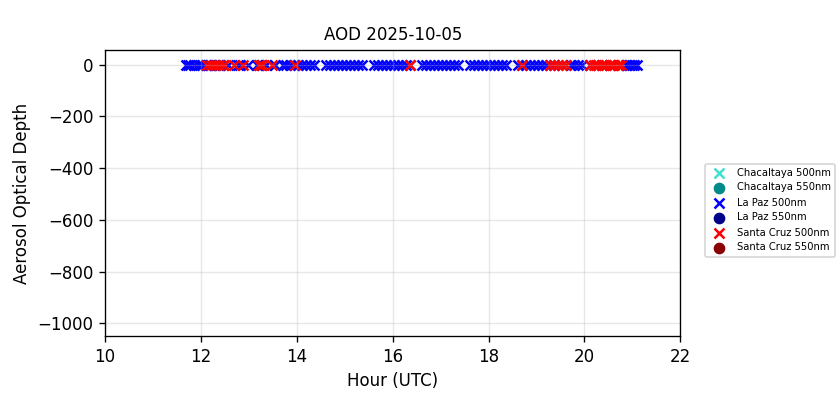 AOD 2025-10-05
Aerosol Optical Depth
0
−200
−400
−600
−800
−1000
10 12 14 16 18 20 22
Hour (UTC)
Chacaltaya 500nm
Chacaltaya 550nm
La Paz 500nm
La Paz 550nm
Santa Cruz 500nm
Santa Cruz 550nm